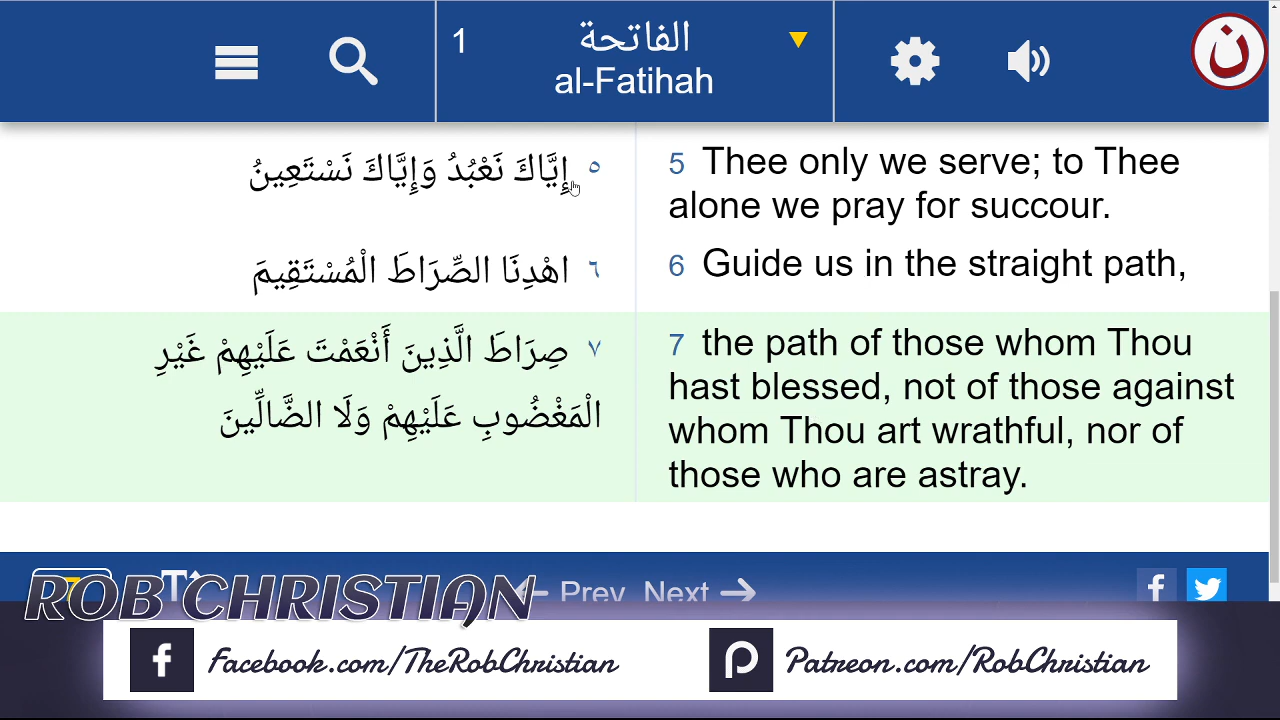 1
الفاتحة
al-Fatihah
ن
٥ إِيَّاكَ نَعْبُدُ وَإِيَّاكَ نَسْتَعِينُ
5 Thee only we serve; to Thee
alone we pray for succour.
٦ اهْدِنَا الصِّرَاطَ الْمُسْتَقِيمَ
6 Guide us in the straight path,
٧ صِرَاطَ الَّذِينَ أَنْعَمْتَ عَلَيْهِمْ غَيْرِ
الْمَغْضُوبِ عَلَيْهِمْ وَلَا الضَّالِّينَ
7 the path of those whom Thou
hast blessed, not of those against
whom Thou art wrathful, nor of
those who are astray.
Prev Next
ROB CHRISTIAN
Facebook.com/TheRobChristian
Patreon.com/RobChristian